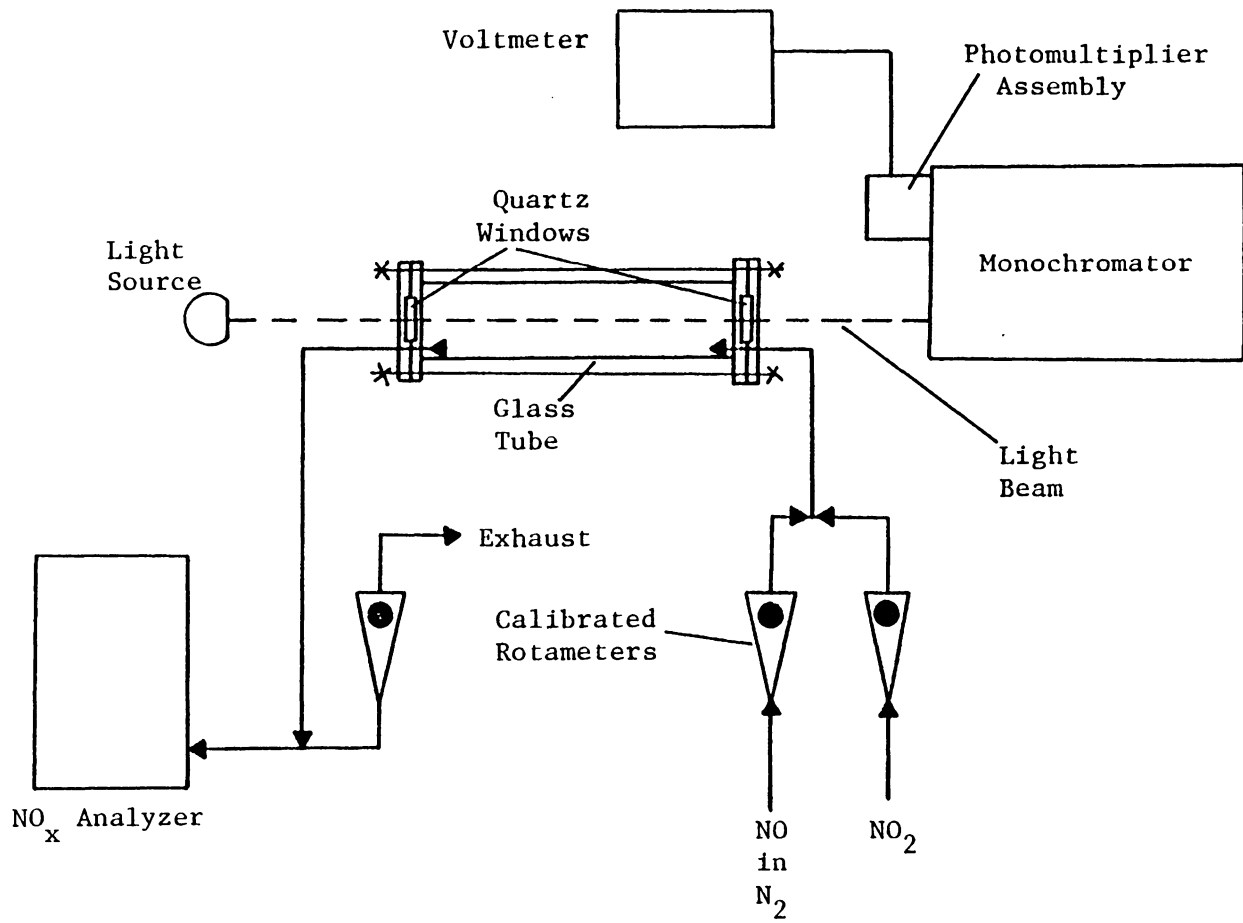 Voltmeter
Photomultiplier
Assembly
Quartz
Windows
Light
Source
Monochromator
Glass
Tube
Light
Beam
Exhaust
Calibrated
Rotameters
NOx Analyzer
NO
in
N2
NO2